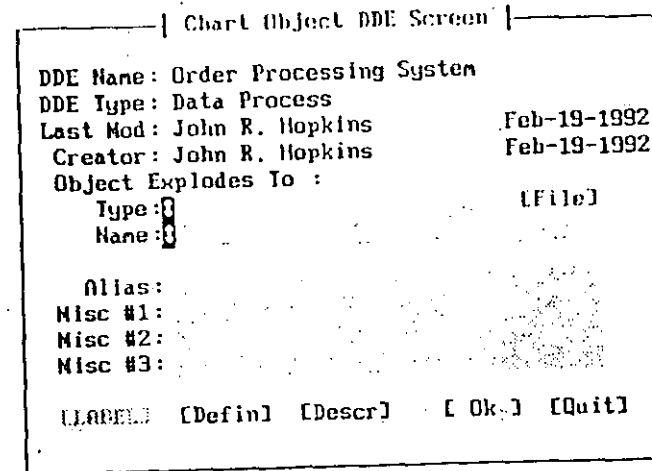 Chart Object DDE Screen
DDE Name: Order Processing System
DDE Type: Data Process
Last Mod: John R. Hopkins Feb-19-1992
Creator: John R. Hopkins Feb-19-1992
Object Explodes To :
Type: [File]
Name:
Alias:
Misc #1:
Misc #2:
Misc #3:
[LABEL] [Defin] [Descr] [ Ok ] [Quit]